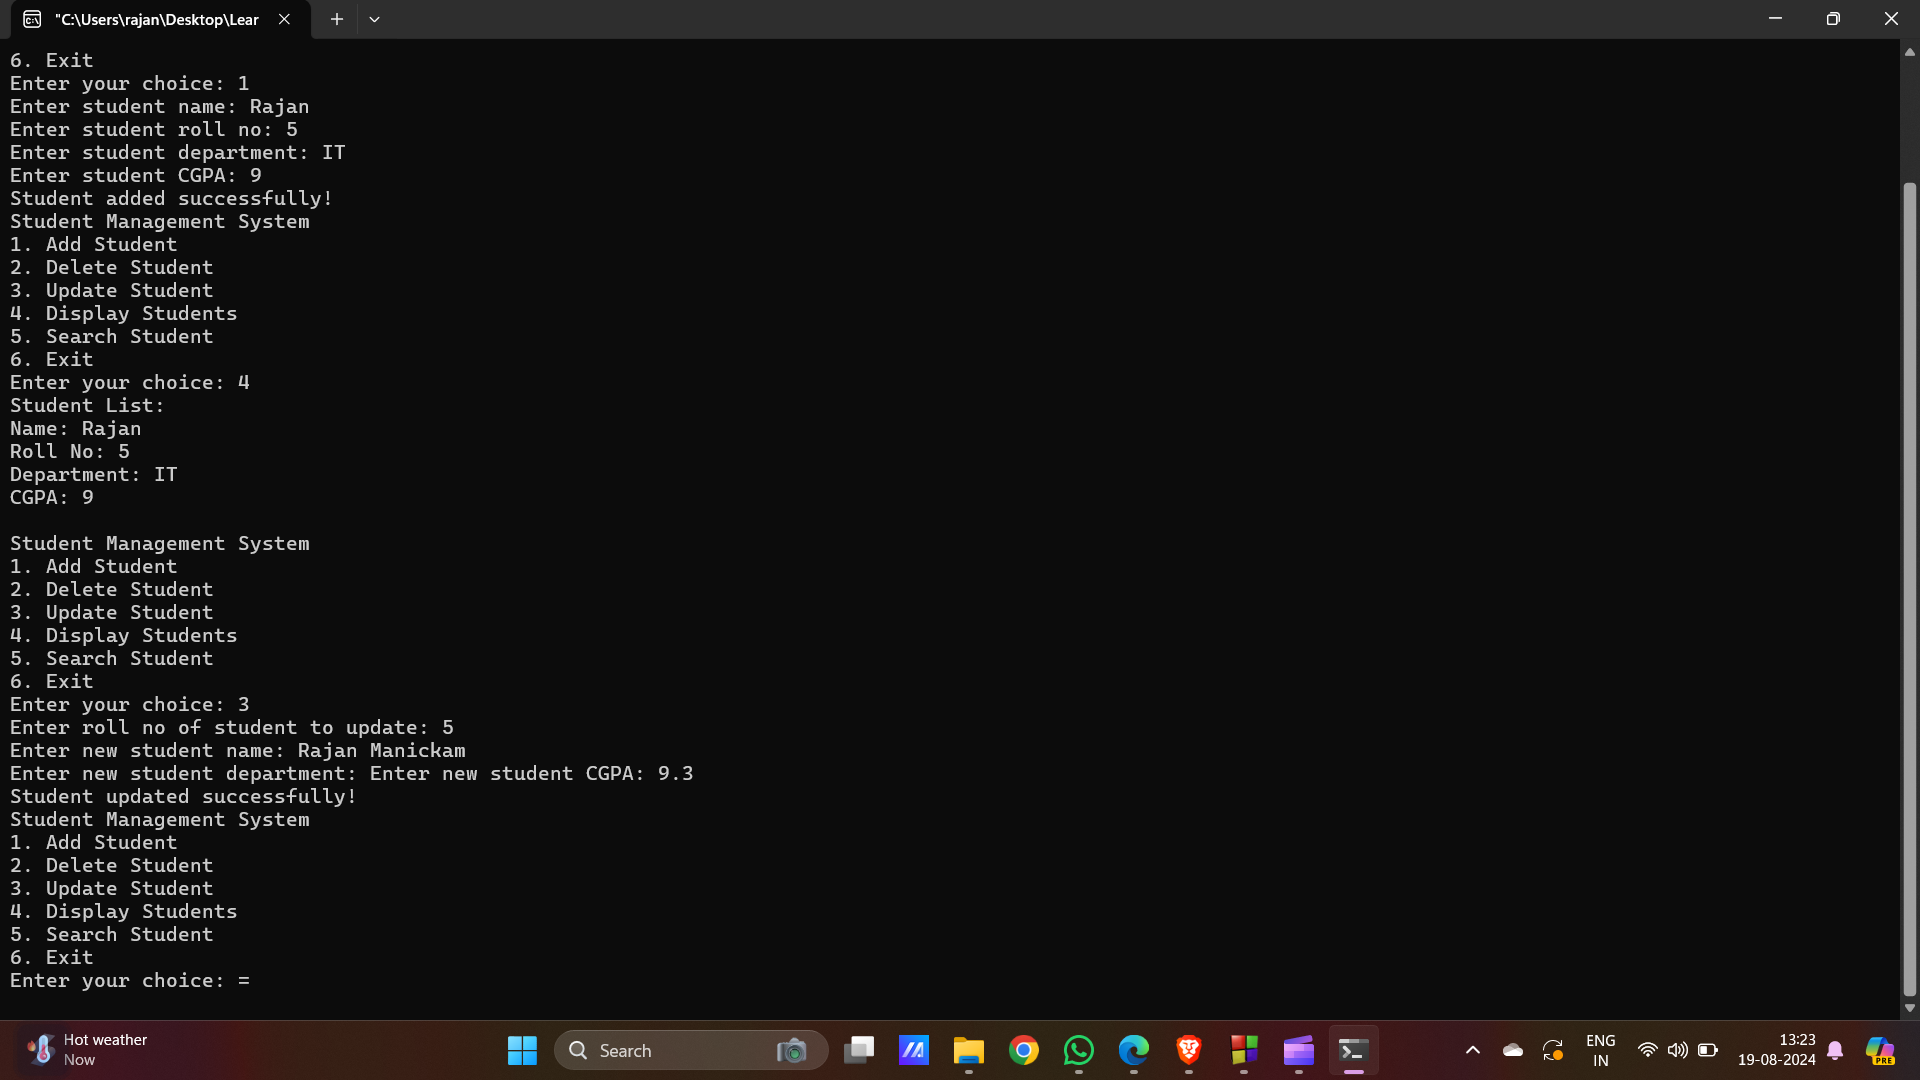 "C:\Users\rajan\Desktop\Lear
6. Exit
Enter your choice: 1
Enter student name: Rajan
Enter student roll no: 5
Enter student department: IT
Enter student CGPA: 9
Student added successfully!
Student Management System
1. Add Student
2. Delete Student
3. Update Student
4. Display Students
5. Search Student
6. Exit
Enter your choice: 4
Student List:
Name: Rajan
Roll No: 5
Department: IT
CGPA: 9
Student Management System
1. Add Student
2. Delete Student
3. Update Student
4. Display Students
5. Search Student
6. Exit
Enter your choice: 3
Enter roll no of student to update: 5
Enter new student name: Rajan Manickam
Enter new student department: Enter new student CGPA: 9.3
Student updated successfully!
Student Management System
1. Add Student
2. Delete Student
3. Update Student
4. Display Students
5. Search Student
6. Exit
Enter your choice: =
Hot weather
Now
Search
ENG
IN
13:23
19-08-2024
PRE